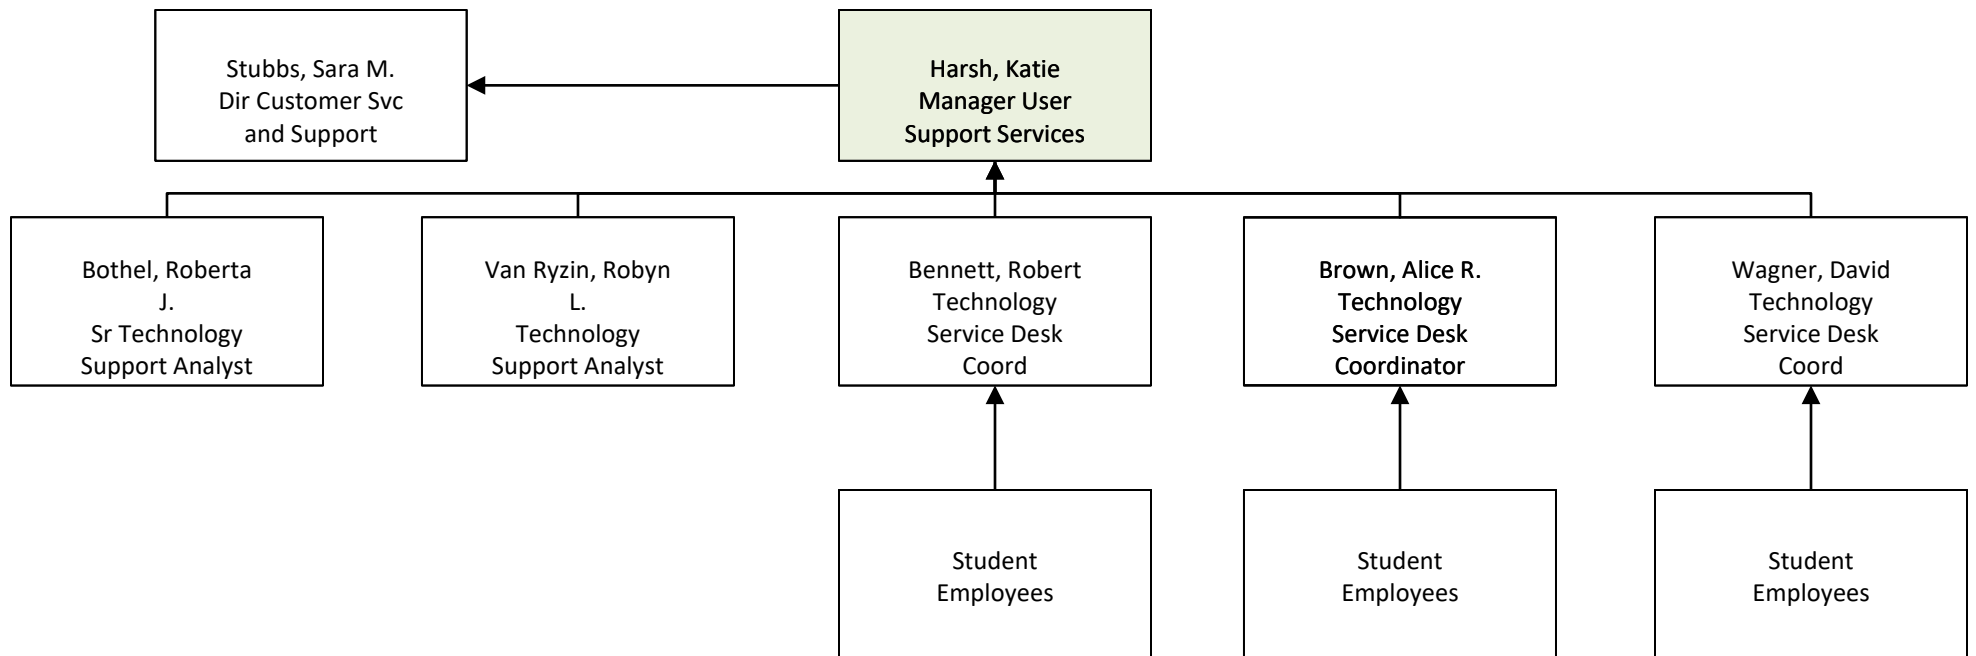 Stubbs, Sara M.
Dir Customer Svc
and Support
Harsh, Katie
Manager User
Support Services
Bothel, Roberta
J.
Sr Technology
Support Analyst
Van Ryzin, Robyn
L.
Technology
Support Analyst
Bennett, Robert
Technology
Service Desk
Coord
Brown, Alice R.
Technology
Service Desk
Coordinator
Wagner, David
Technology
Service Desk
Coord
Student
Employees
Student
Employees
Student
Employees